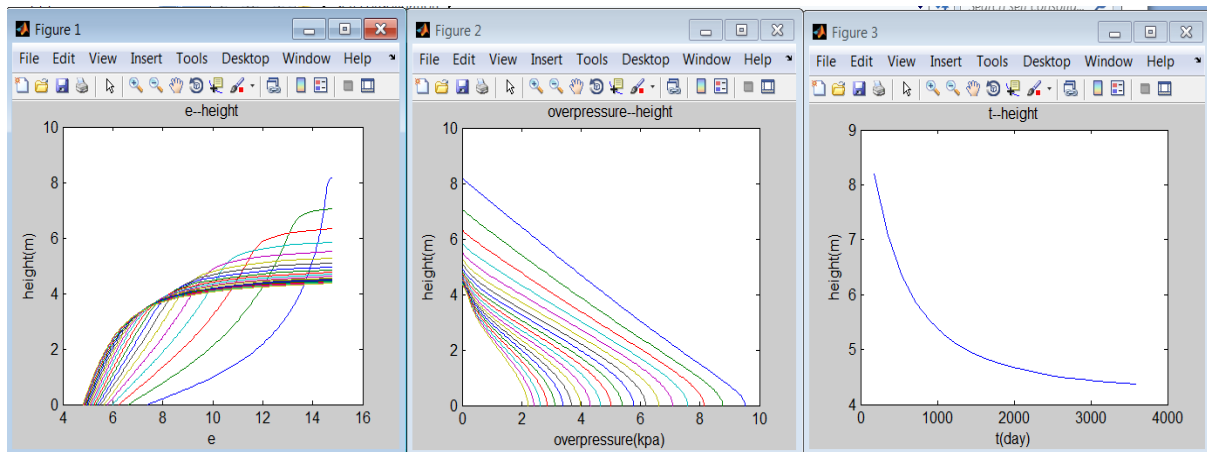 Figure 1
File Edit View Insert Tools Desktop Window Help
e--height
10
8
6
4
2
0
height(m)
4 6 8 10 12 14 16
e
Figure 2
File Edit View Insert Tools Desktop Window Help
overpressure--height
10
8
6
4
2
0
height(m)
0 2 4 6 8 10
overpressure(kpa)
Figure 3
File Edit View Insert Tools Desktop Window Help
t--height
9
8
7
6
5
4
height(m)
0 1000 2000 3000 4000
t(day)